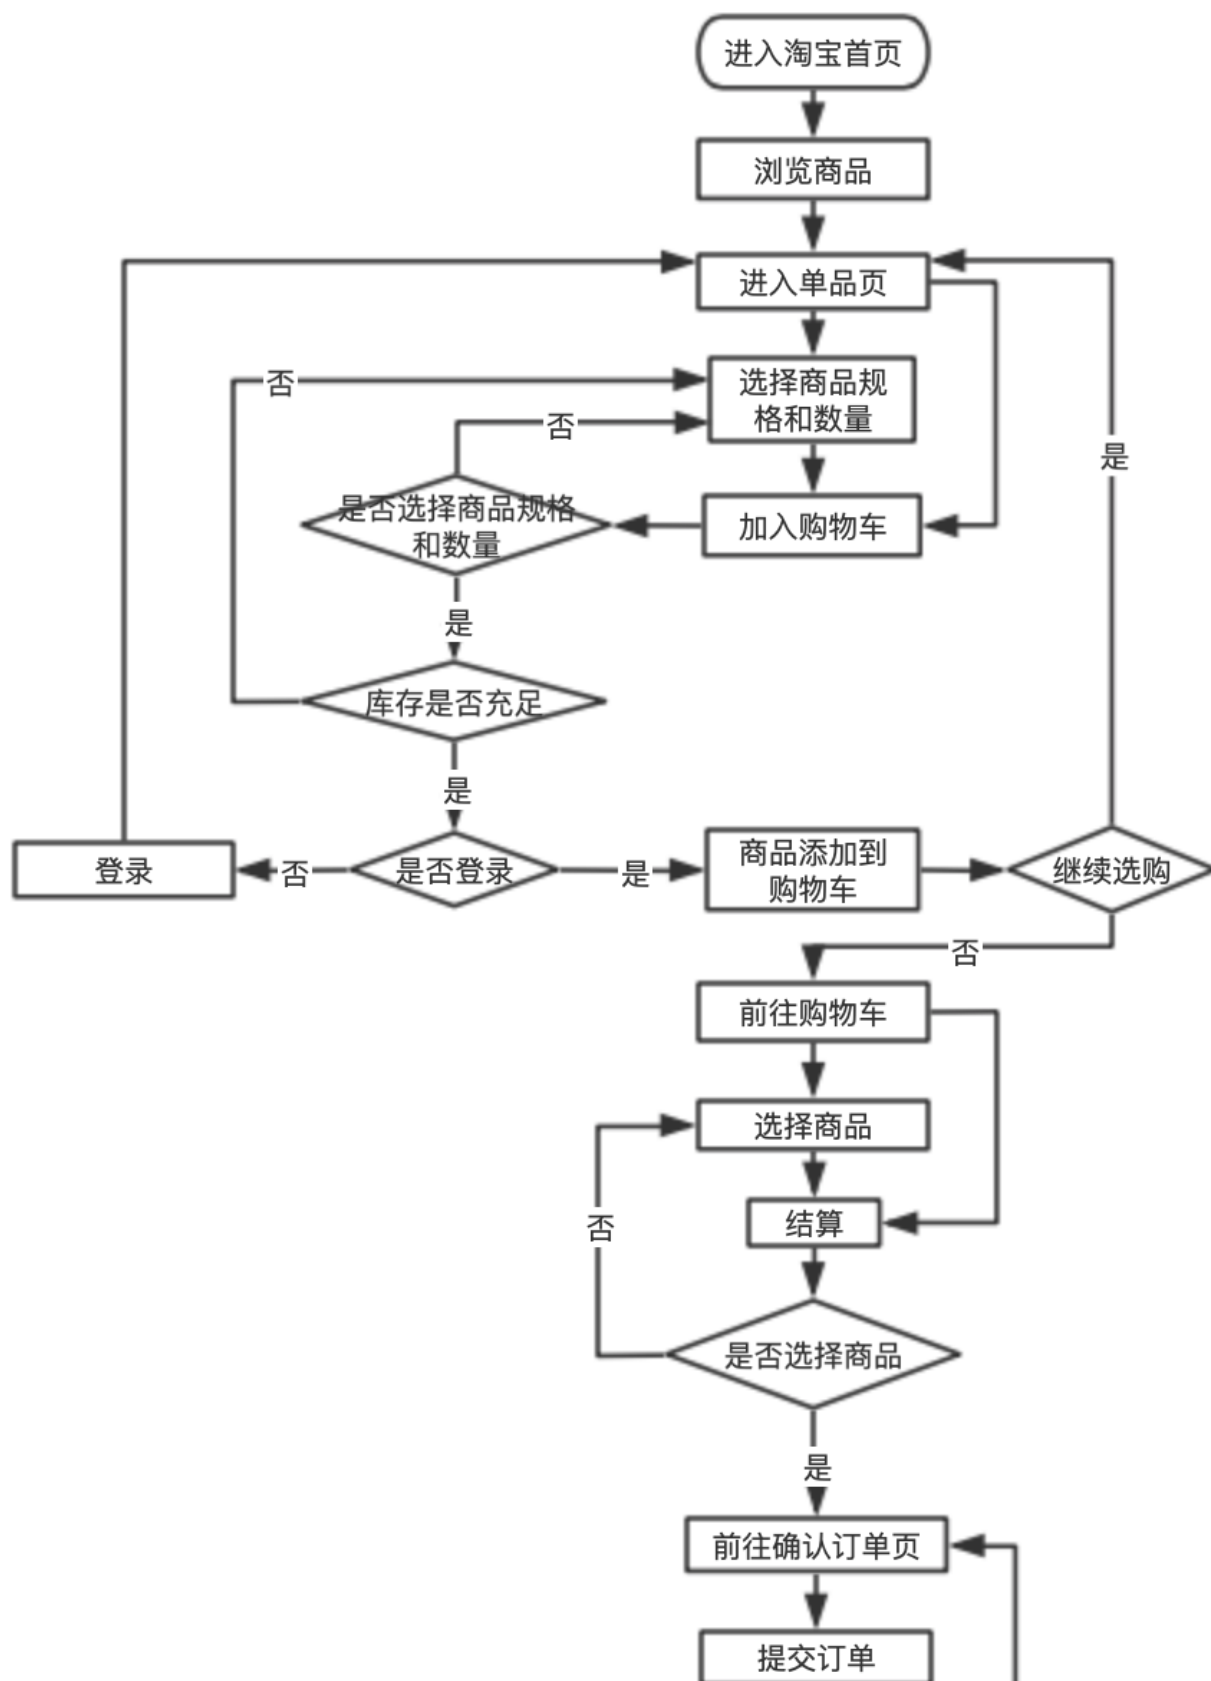 进入淘宝首页
浏览商品
进入单品页
否
选择商品规
格和数量
否
是
是否选择商品规格
和数量
加入购物车
是
库存是否充足
是
登录
否
是否登录
是
商品添加到
购物车
继续选购
否
前往购物车
选择商品
结算
否
是否选择商品
是
前往确认订单页
提交订单